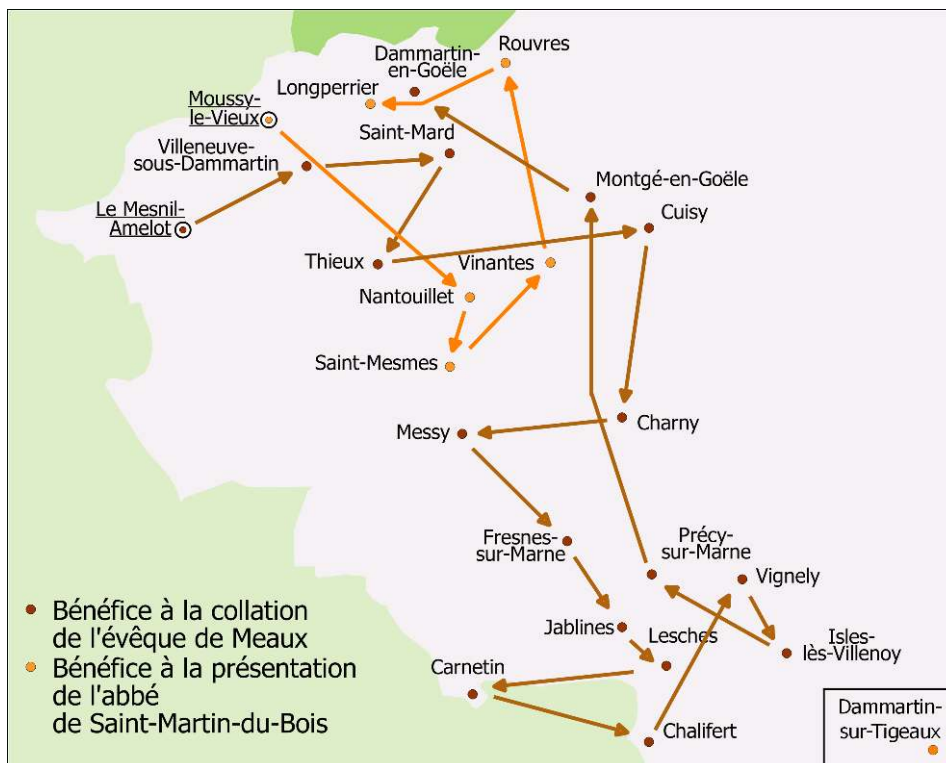 Rouvres
Dammartin-
en-Goële
Longperrier
Moussy-
le-Vieux
Saint-Mard
Villeneuve-
sous-Dammartin
Montgé-en-Goële
Le Mesnil-
Amelot
Cuisy
Thieux
Vinantes
Nantouillet
Saint-Mesmes
Charny
Messy
Fresnes-
sur-Marne
Précy-
sur-Marne
Vignely
Jablines
Lesches
Isles-
lès-Villenoy
Carnetin
Chalifert
Bénéfice à la collation
de l'évêque de Meaux
Bénéfice à la présentation
de l'abbé
de Saint-Martin-du-Bois
Dammartin-
sur-Tigeaux